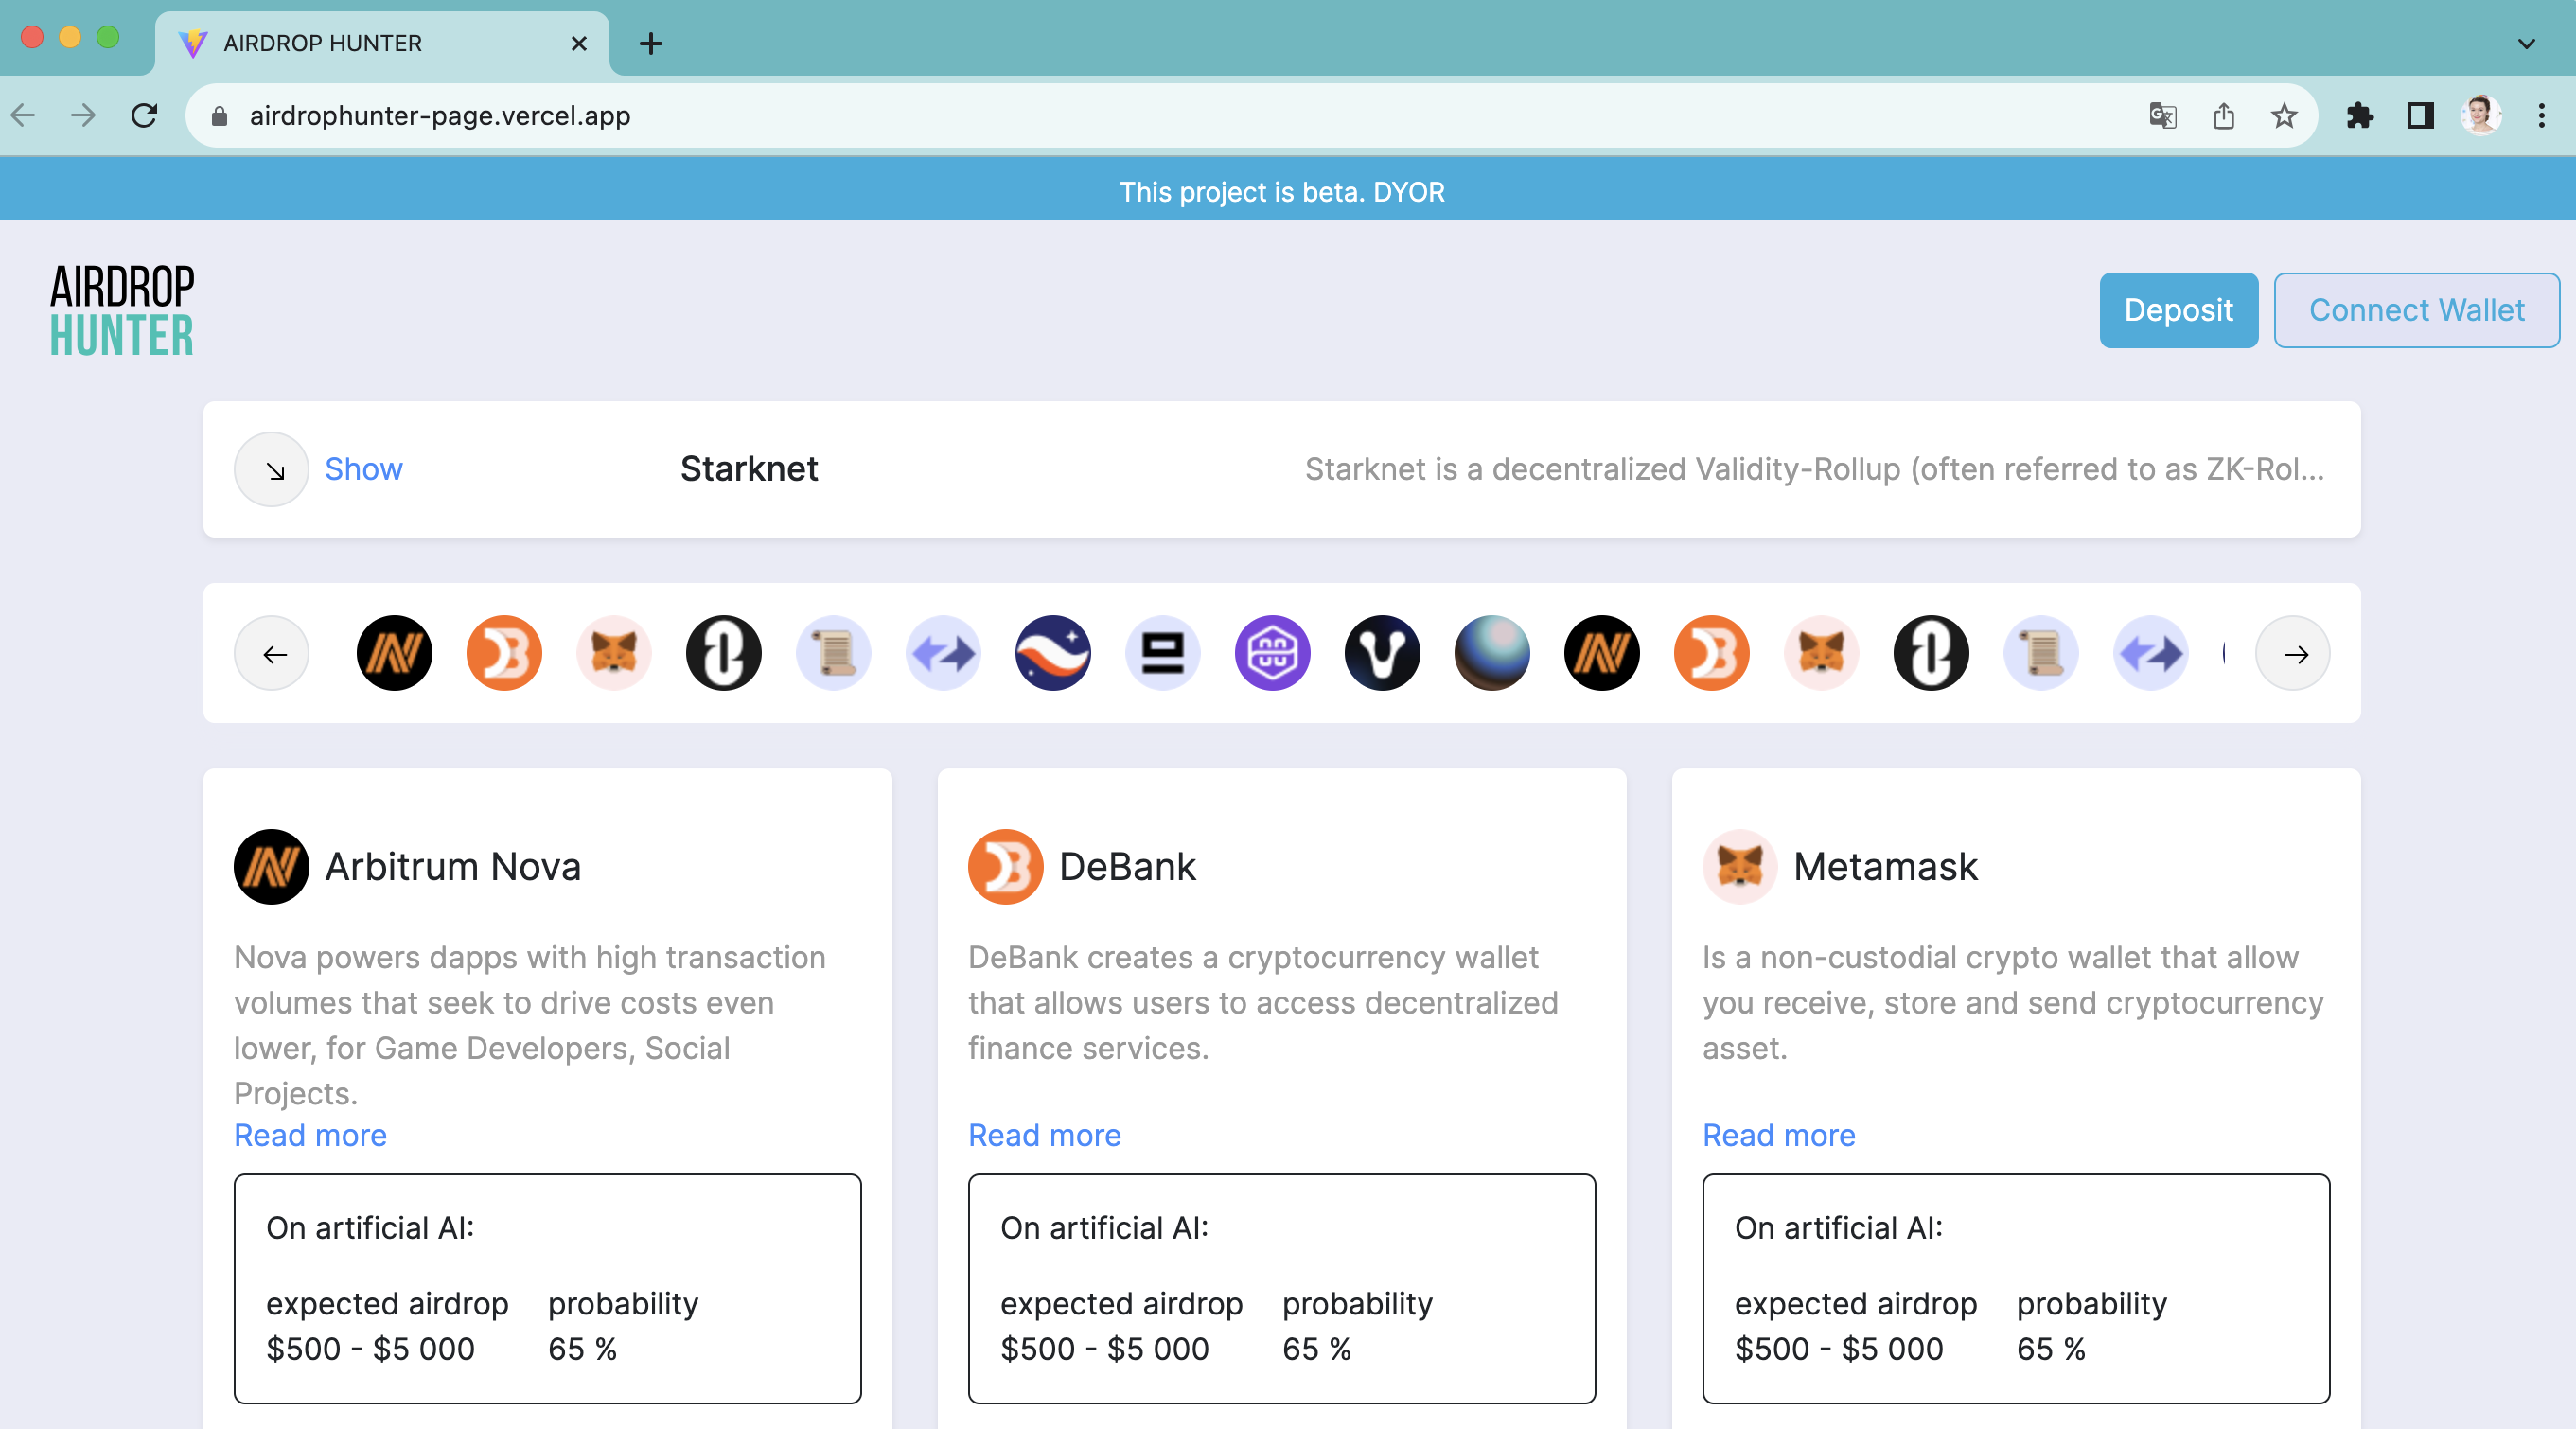 AIRDROP HUNTER
airdrophunter-page.vercel.app
This project is beta. DYOR
AIRDROP
HUNTER
Deposit
Connect Wallet
Show
Starknet
Starknet is a decentralized Validity-Rollup (often referred to as ZK-Rol...
Arbitrum Nova
Nova powers dapps with high transaction
volumes that seek to drive costs even
lower, for Game Developers, Social
Projects.
Read more
On artificial AI:
expected airdrop probability
$500 - $5 000 65 %
DeBank
DeBank creates a cryptocurrency wallet
that allows users to access decentralized
finance services.
Read more
On artificial AI:
expected airdrop probability
$500 - $5 000 65 %
Metamask
Is a non-custodial crypto wallet that allow
you receive, store and send cryptocurrency
asset.
Read more
On artificial AI:
expected airdrop probability
$500 - $5 000 65 %